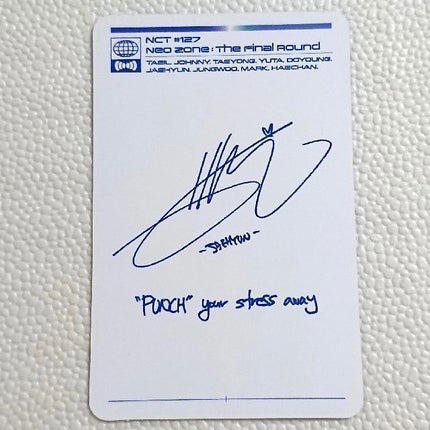 NCT #127
Neo Zone: The Final Round
TAEIL, JOHNNY, TAEYONG, YUTA, DOYOUNG,
JAEHYUN, JUNGWOO, MARK, HAECHAN.
-JAEHYUN-
"PUNCH" your stress away